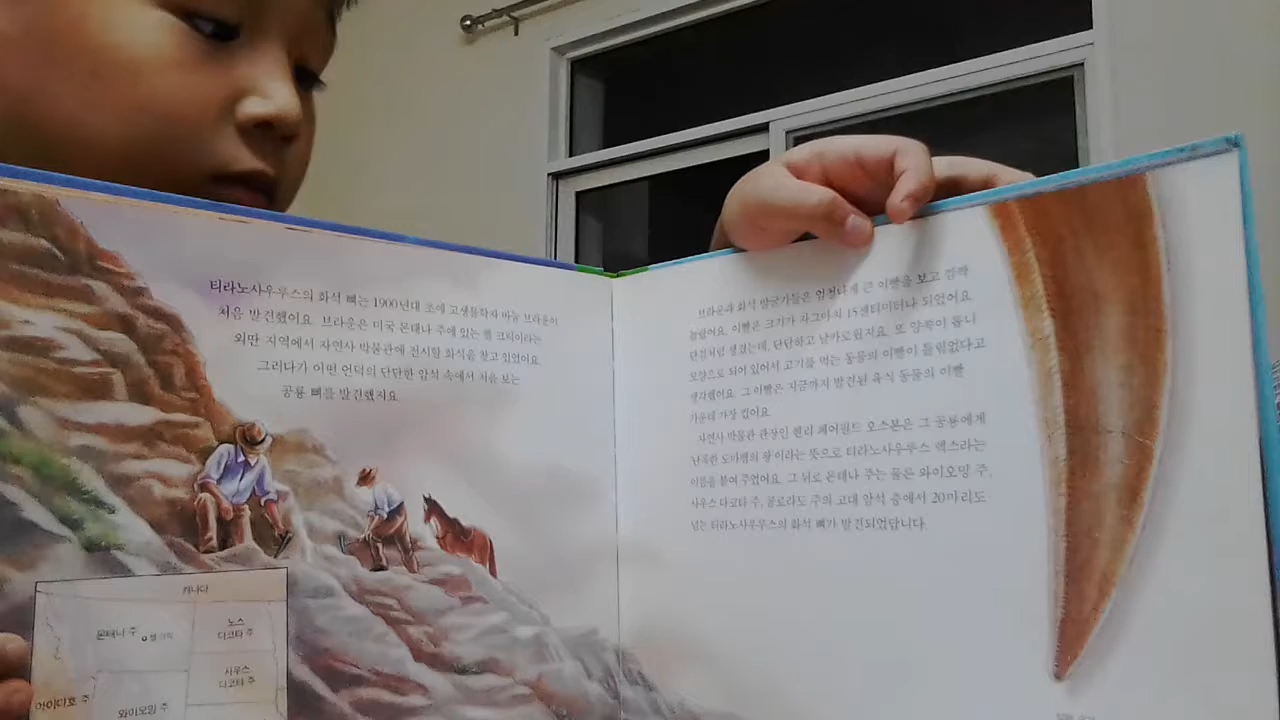 티라노사우루스의 화석 뼈는 1900년대 초에 고생물학자 바눔 브라운이
처음 발견했어요. 브라운은 미국 몬태나 주에 있는 헬 크릭이라는
외딴 지역에서 자연사 박물관에 전시할 화석을 찾고 있었어요.
그러다가 어떤 언덕의 단단한 암석 속에서 처음 보는
공룡 뼈를 발견했지요.
캐나다
몬태나 주
헬 크릭
노스
다코타 주
사우스
다코타 주
아이다호 주
와이오밍 주
브라운과 화석 발굴가들은 엄청나게 큰 이빨을 보고 깜짝
놀랐어요. 이빨은 크기가 자그마치 15센티미터나 되었어요.
단검처럼 생겼는데, 단단하고 날카로웠지요. 또 양쪽이 톱니
모양으로 되어 있어서 고기를 먹는 동물의 이빨이 틀림없다고
생각했어요. 그 이빨은 지금까지 발견된 육식 동물의 이빨
가운데 가장 컸어요.
자연사 박물관 관장인 헨리 페어필드 오스본은 그 공룡에게
난폭한 도마뱀의 왕 이라는 뜻으로 티라노사우루스 렉스라는
이름을 붙여 주었어요. 그 뒤로 몬태나 주는 물론 와이오밍 주,
사우스 다코타 주, 콜로라도 주의 고대 암석 층에서 20마리도
넘는 티라노사우루스의 화석 뼈가 발견되었답니다.